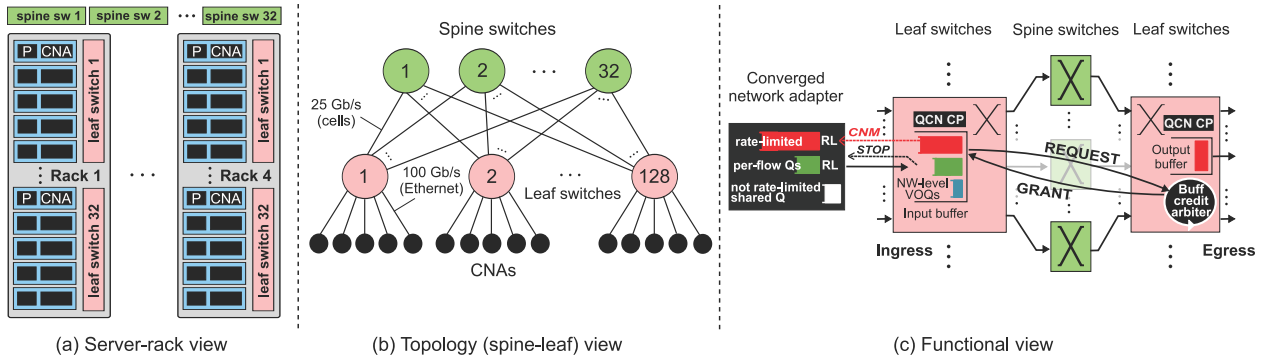 spine sw 1
spine sw 2
...
spine sw 32
P CNA
leaf switch 1
Rack 1
leaf switch 32
...
P CNA
leaf switch 1
Rack 4
leaf switch 32
(a) Server-rack view
Spine switches
1
2
...
32
25 Gb/s
(cells)
100 Gb/s
(Ethernet)
1
2
...
128
Leaf switches
CNAs
(b) Topology (spine-leaf) view
Leaf switches
Spine switches
Leaf switches
Converged
network adapter
rate-limited
RL
per-flow Qs
RL
not rate-limited
shared Q
CNM
STOP
QCN CP
NW-level
VOQs
Input buffer
REQUEST
GRANT
QCN CP
Output
buffer
Buff
credit
arbiter
Ingress
Egress
(c) Functional view